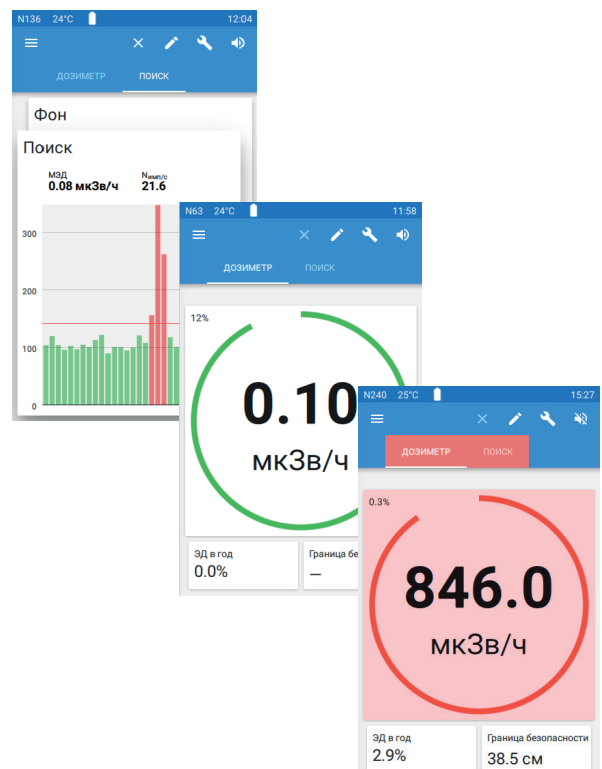 N136 24°C 12:04
ДОЗИМЕТР ПОИСК
Фон
Поиск
МЭД Nимп/с
0.08 мкЗв/ч 21.6
300
200
100
0
N63 24°C 11:58
ДОЗИМЕТР ПОИСК
12%
0.10
мкЗв/ч
ЭД в год Граница бе
0.0% —
N240 25°C 15:27
ДОЗИМЕТР ПОИСК
0.3%
846.0
мкЗв/ч
ЭД в год Граница безопасности
2.9% 38.5 см